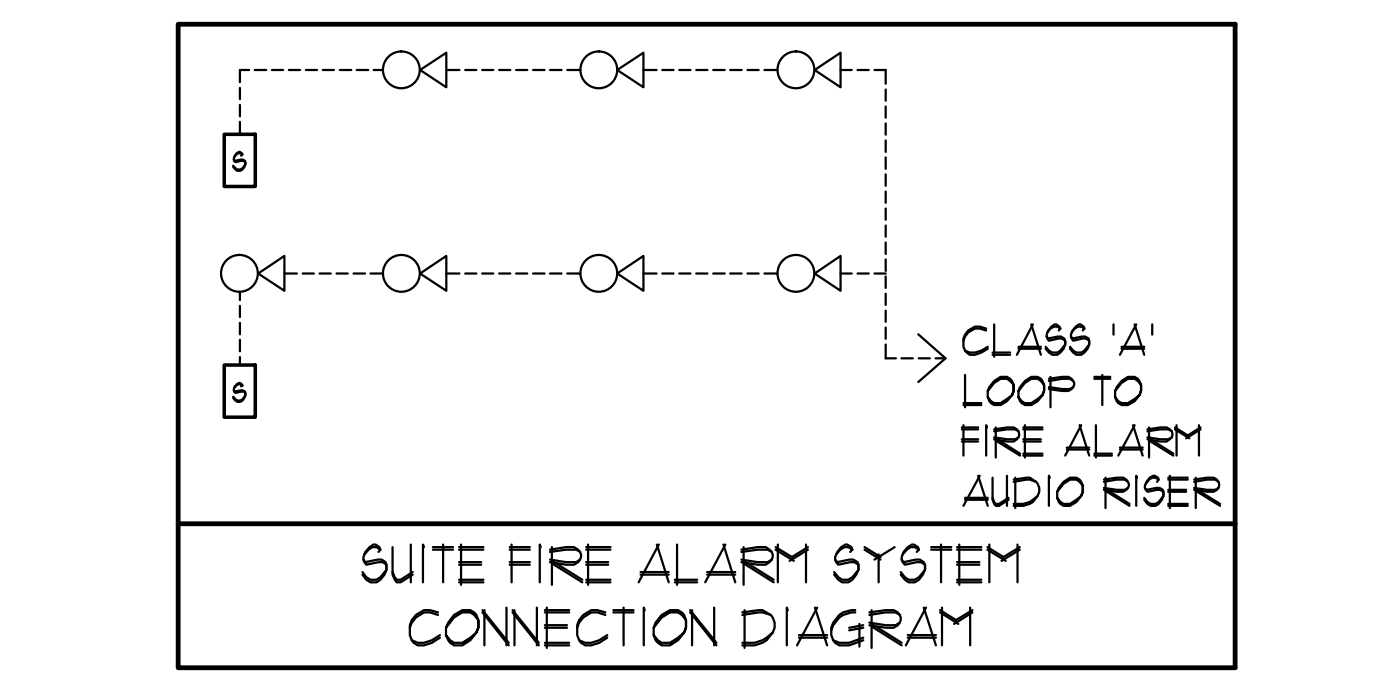 S
S
CLASS 'A'
LOOP TO
FIRE ALARM
AUDIO RISER
SUITE FIRE ALARM SYSTEM
CONNECTION DIAGRAM